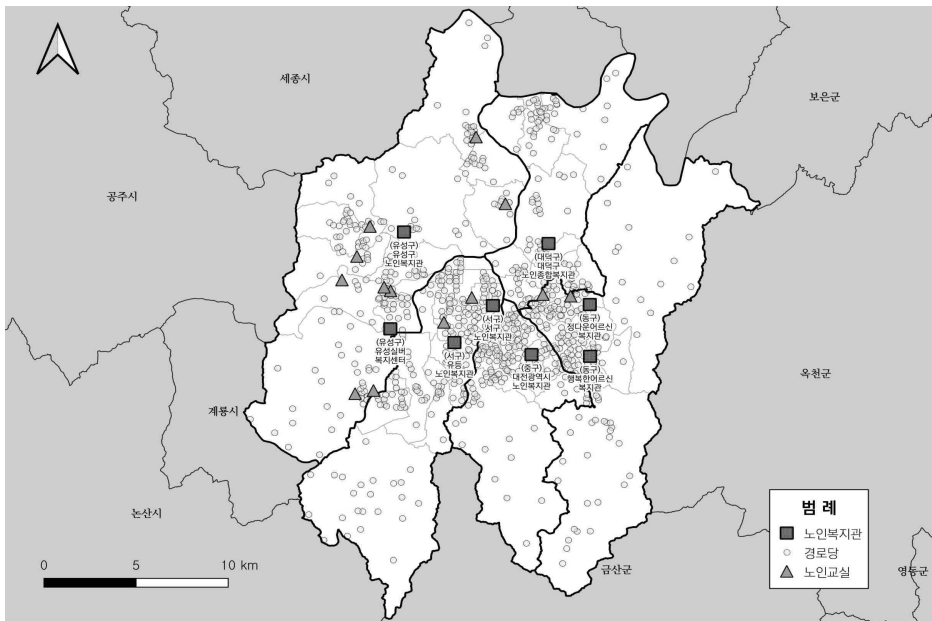 세종시
보은군
공주시
(유성구)
유성구
노인복지관
(대덕구)
대덕구
노인종합복지관
(서구)
서구
노인복지관
(동구)
정다운어르신
복지관
(유성구)
유성실버
복지센터
(서구)
유등
노인복지관
(중구)
대전광역시
노인복지관
(동구)
행복한어르신
복지관
옥천군
계룡시
논산시
범 례
노인복지관
경로당
노인교실
0 5 10 km
금산군
영동군